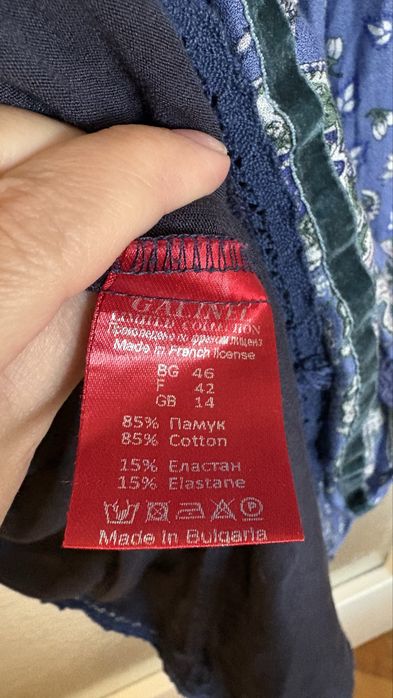 GALINEL
LIMITED COLLECTION
Произведено по френски лиценз
Made in French license
BG 46
F 42
GB 14
85% Памук
85% Cotton
15% Еластан
15% Elastane
Made in Bulgaria